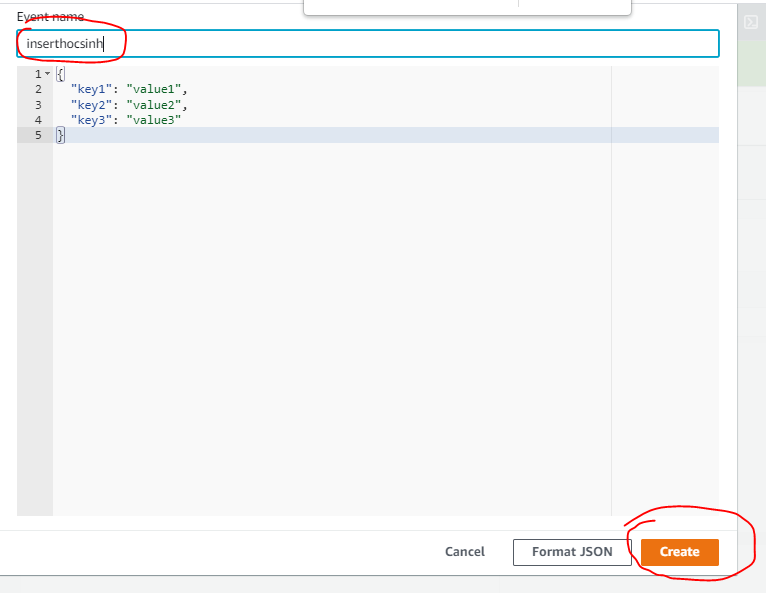 Event name
inserthocsinh
1 {
2 "key1": "value1",
3 "key2": "value2",
4 "key3": "value3"
5 }
Cancel Format JSON Create